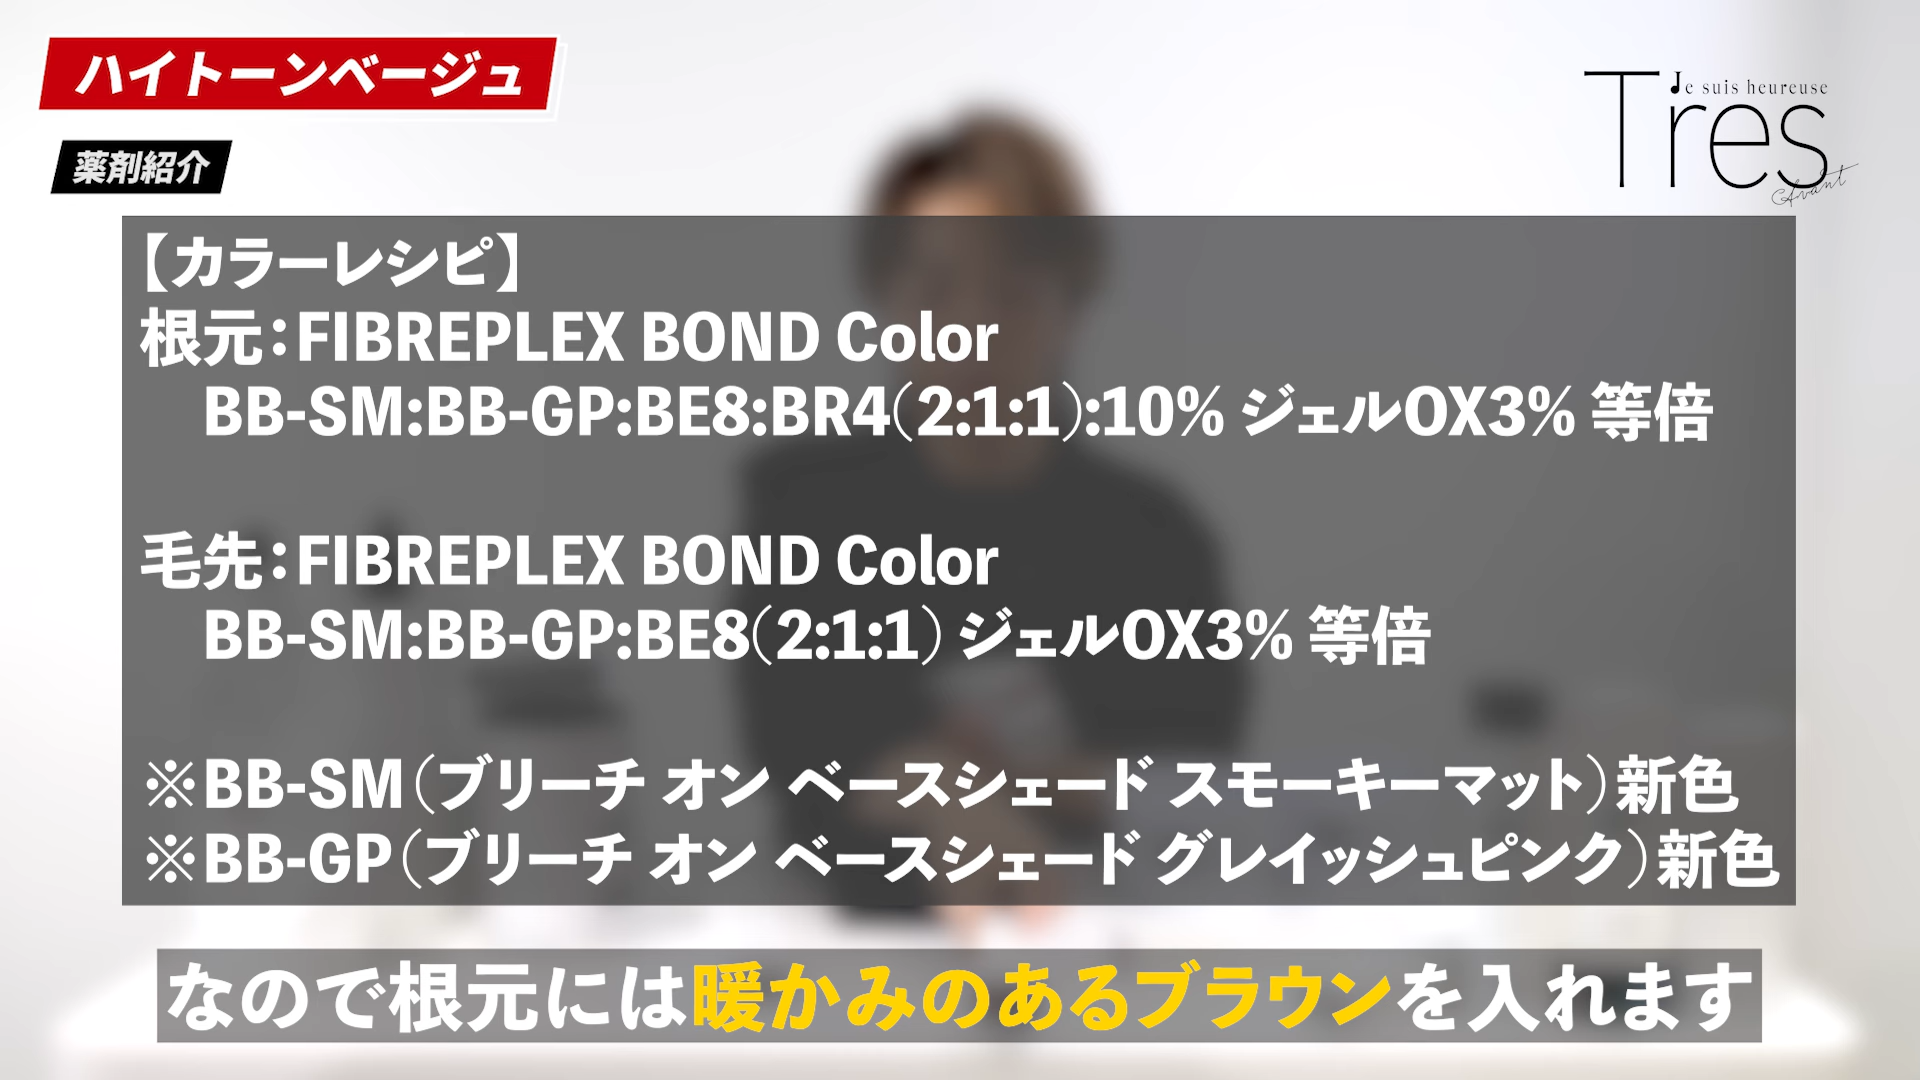 ハイトーンベージュ
薬剤紹介
Je suis heureuse
Tres
Avant
【カラーレシピ】
根元：FIBREPLEX BOND Color
BB-SM:BB-GP:BE8:BR4（2:1:1）:10% ジェルOX3% 等倍
毛先：FIBREPLEX BOND Color
BB-SM:BB-GP:BE8（2:1:1）ジェルOX3% 等倍
※BB-SM（ブリーチ オン ベースシェード スモーキーマット）新色
※BB-GP（ブリーチ オン ベースシェード グレイッシュピンク）新色
なので根元には暖かみのあるブラウンを入れます